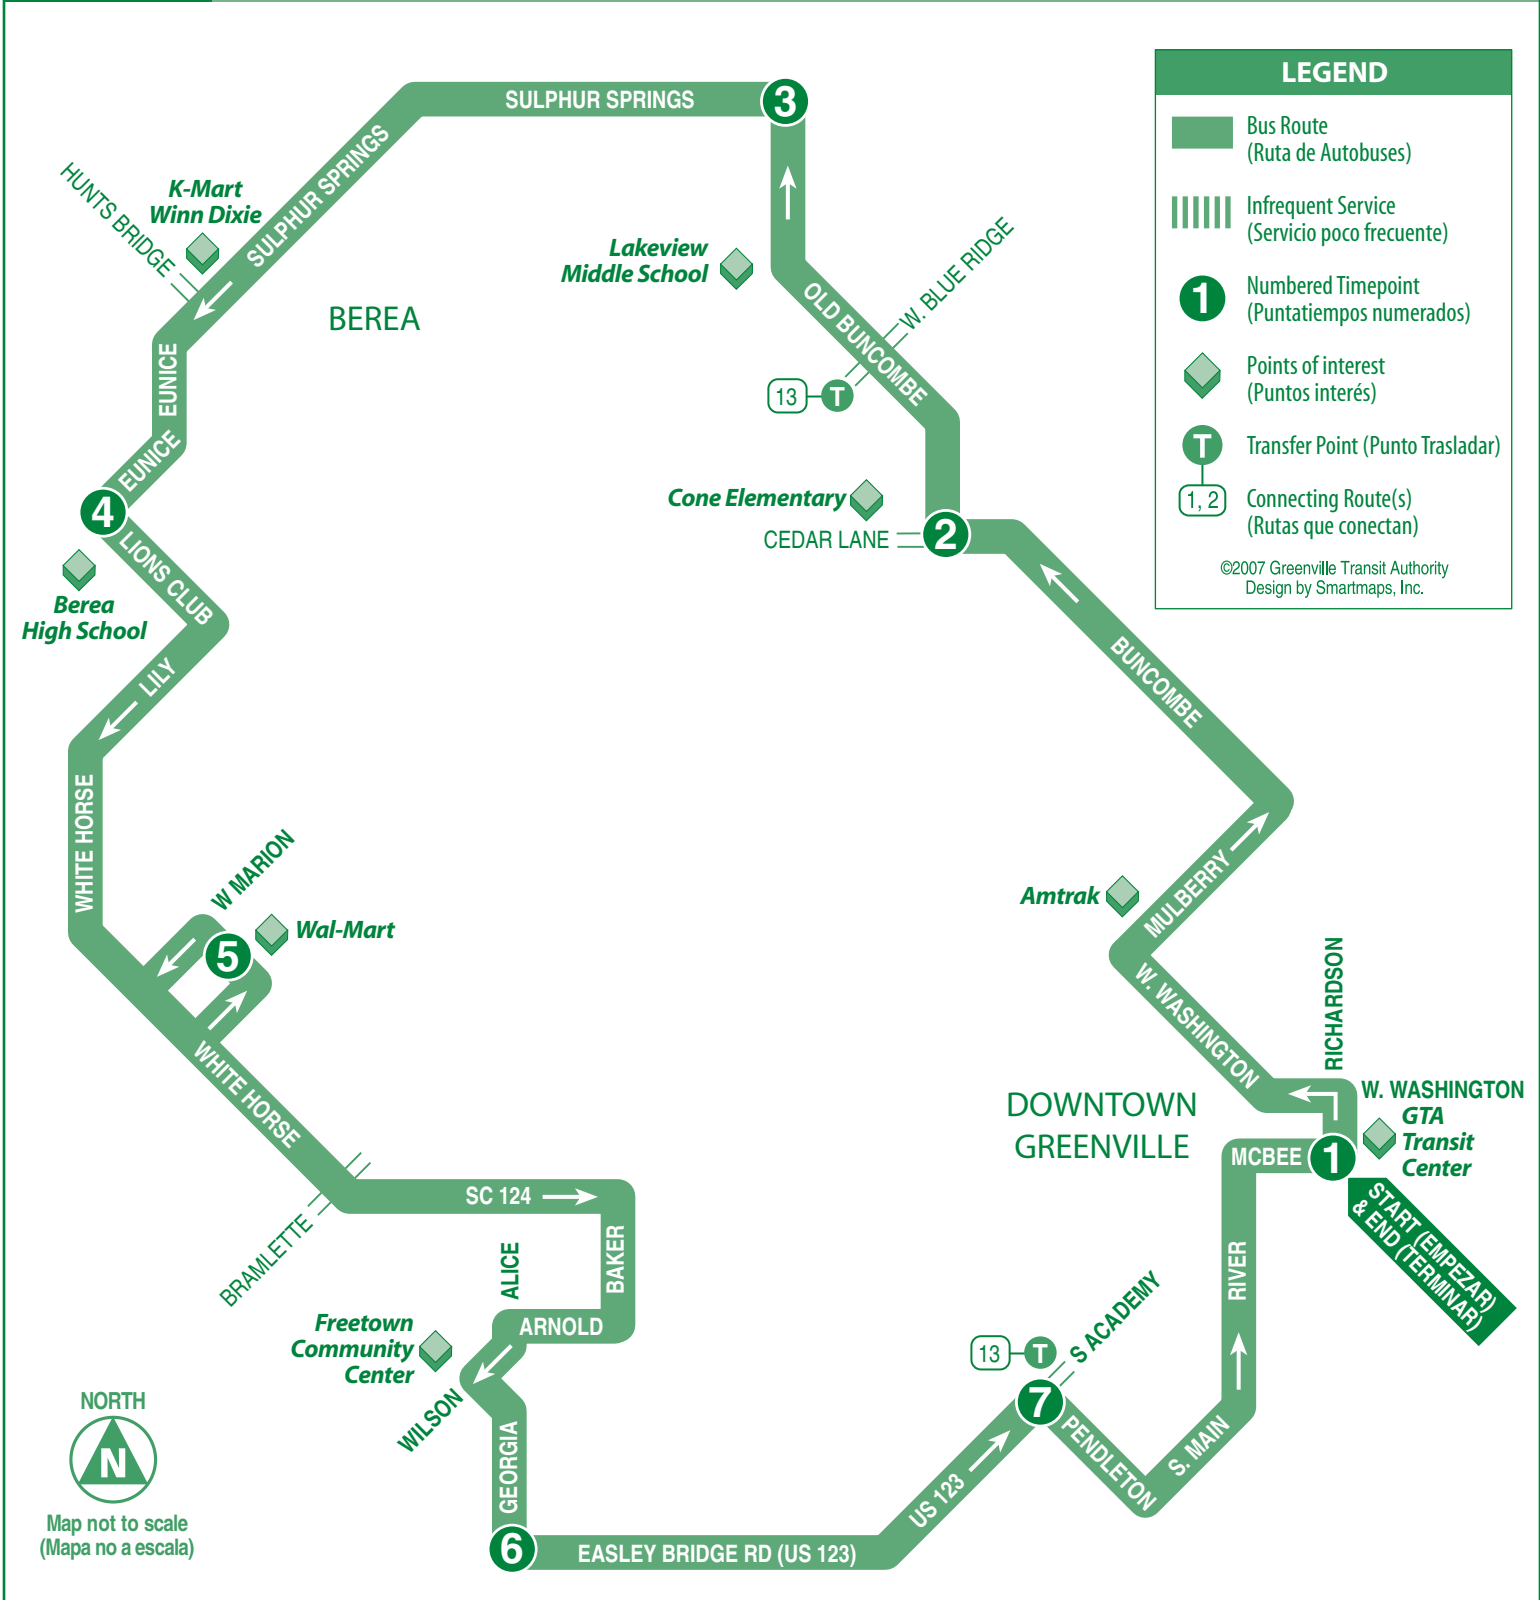 SULPHUR SPRINGS
3
SULPHUR SPRINGS
HUNTS BRIDGE
K-Mart
Winn Dixie
BEREA
Lakeview
Middle School
OLD BUNCOMBE
W. BLUE RIDGE
13
T
EUNICE
EUNICE
4
LIONS CLUB
Berea
High School
LILY
Cone Elementary
CEDAR LANE
2
BUNCOMBE
LEGEND
Bus Route
(Ruta de Autobuses)
Infrequent Service
(Servicio poco frecuente)
1
Numbered Timepoint
(Puntatiempos numerados)
Points of interest
(Puntos interés)
T
Transfer Point (Punto Trasladar)
1, 2
Connecting Route(s)
(Rutas que conectan)
©2007 Greenville Transit Authority
Design by Smartmaps, Inc.
WHITE HORSE
W MARION
5
Wal-Mart
WHITE HORSE
Amtrak
MULBERRY
W. WASHINGTON
RICHARDSON
W. WASHINGTON
GTA
Transit
Center
DOWNTOWN
GREENVILLE
MCBEE
1
START (EMPEZAR)
& END (TERMINAR)
BRAMLETTE
SC 124
BAKER
ALICE
ARNOLD
Freetown
Community
Center
WILSON
GEORGIA
6
EASLEY BRIDGE RD (US 123)
US 123
13
T
S ACADEMY
7
PENDLETON
S. MAIN
RIVER
NORTH
N
Map not to scale
(Mapa no a escala)